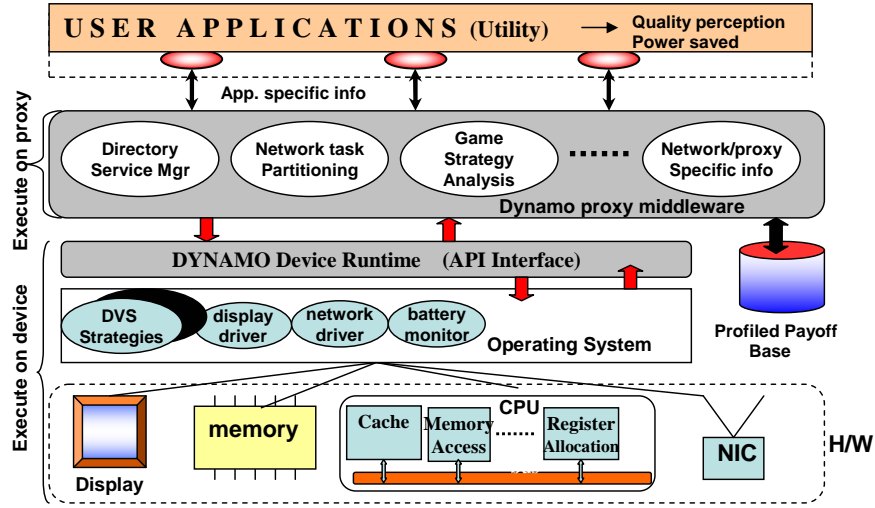 USER APPLICATIONS (Utility)
Quality perception
Power saved
App. specific info
Execute on proxy
Directory
Service Mgr
Network task
Partitioning
Game
Strategy
Analysis
Network/proxy
Specific info
Dynamo proxy middleware
Execute on device
DYNAMO Device Runtime (API Interface)
DVS
Strategies
display
driver
network
driver
battery
monitor
Operating System
Profiled Payoff
Base
Display
memory
CPU
Cache
Memory
Access
Register
Allocation
NIC
H/W